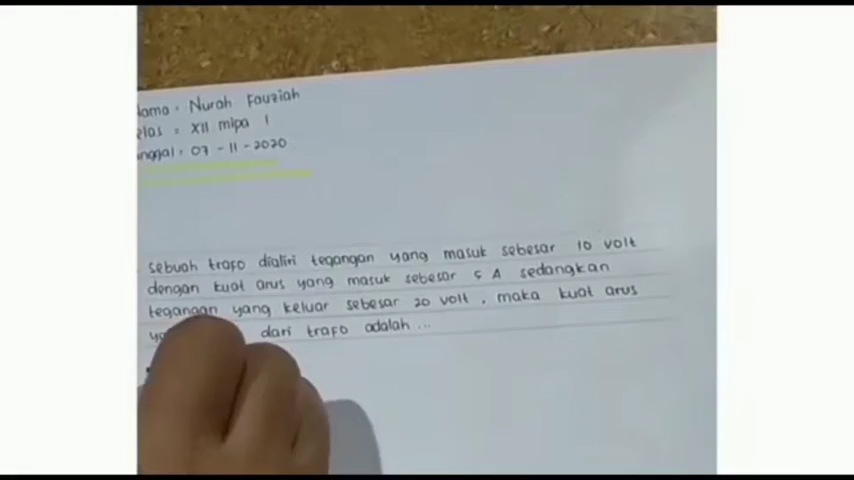 Nama = Nurah Fauziah
Kelas = XII mipa 1
Tanggal = 07 - 11 - 2020
sebuah trafo dialiri tegangan yang masuk sebesar 10 volt
dengan kuat arus yang masuk sebesar 5 A sedangkan
tegangan yang keluar sebesar 20 volt , maka kuat arus
dari trafo adalah ...